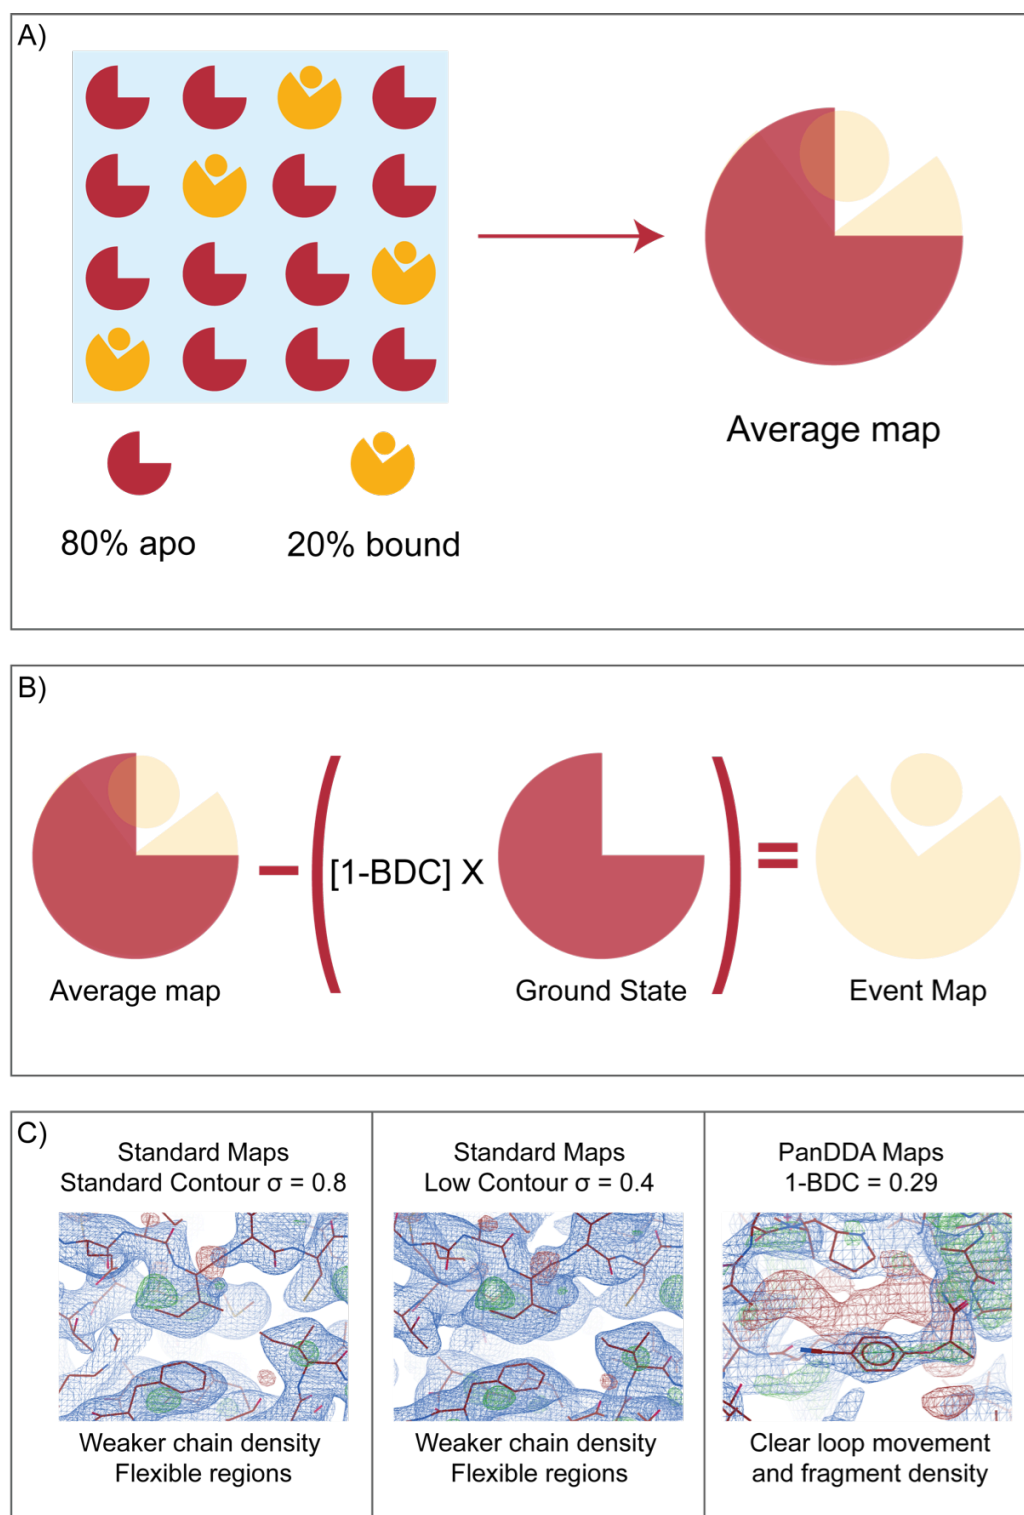 A)
Average map
80% apo
20% bound
B)
[1-BDC] X
Average map
Ground State
Event Map
C)
Standard Maps
Standard Contour σ = 0.8
Weaker chain density
Flexible regions
Standard Maps
Low Contour σ = 0.4
Weaker chain density
Flexible regions
PanDDA Maps
1-BDC = 0.29
Clear loop movement
and fragment density